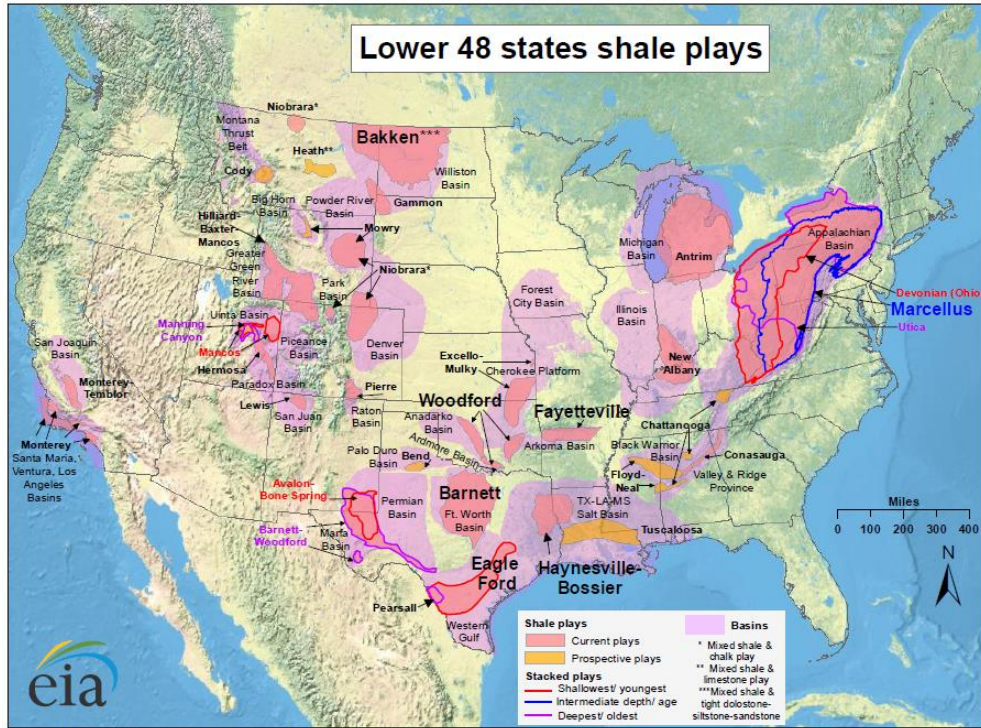 Lower 48 states shale plays
Niobrara*
Montana
Thrust
Belt
Bakken***
Heath**
Cody
Williston
Basin
Big Horn
Basin
Powder River
Basin
Gammon
Hilliard-
Baxter-
Mancos
Mowry
Greater
Green
River
Basin
Niobrara*
Park
Basin
Michigan
Basin
Antrim
Appalachian
Basin
Devonian (Ohio
Marcellus
Utica
Forest
City Basin
Illinois
Basin
Uinta Basin
Manning
Canyon
Mancos
Piceance
Basin
Denver
Basin
San Joaquin
Basin
Hermosa
Paradox Basin
Excello-
Mulky
Cherokee Platform
New
Albany
Monterey-
Temblor
Lewis
San Juan
Basin
Pierre
Raton
Basin
Woodford
Anadarko
Basin
Fayetteville
Arkoma Basin
Chattanooga
Black Warrior
Basin
Conasauga
Monterey
Santa Maria,
Ventura, Los
Angeles
Basins
Palo Duro
Basin
Bend
Ardmore Basin
Floyd-
Neal
Valley & Ridge
Province
Avalon-
Bone Spring
Permian
Basin
Barnett
Ft. Worth
Basin
TX-LA-MS
Salt Basin
Tuscaloosa
Barnett-
Woodford
Marfa
Basin
Eagle
Ford
Haynesville-
Bossier
Pearsall
Western
Gulf
Miles
0 100 200 300 400
N
Shale plays
Current plays
Prospective plays
Stacked plays
Shallowest/ youngest
Intermediate depth/ age
Deepest/ oldest
Basins
* Mixed shale &
chalk play
** Mixed shale &
limestone play
***Mixed shale &
tight dolostone-
siltstone-sandstone
eia